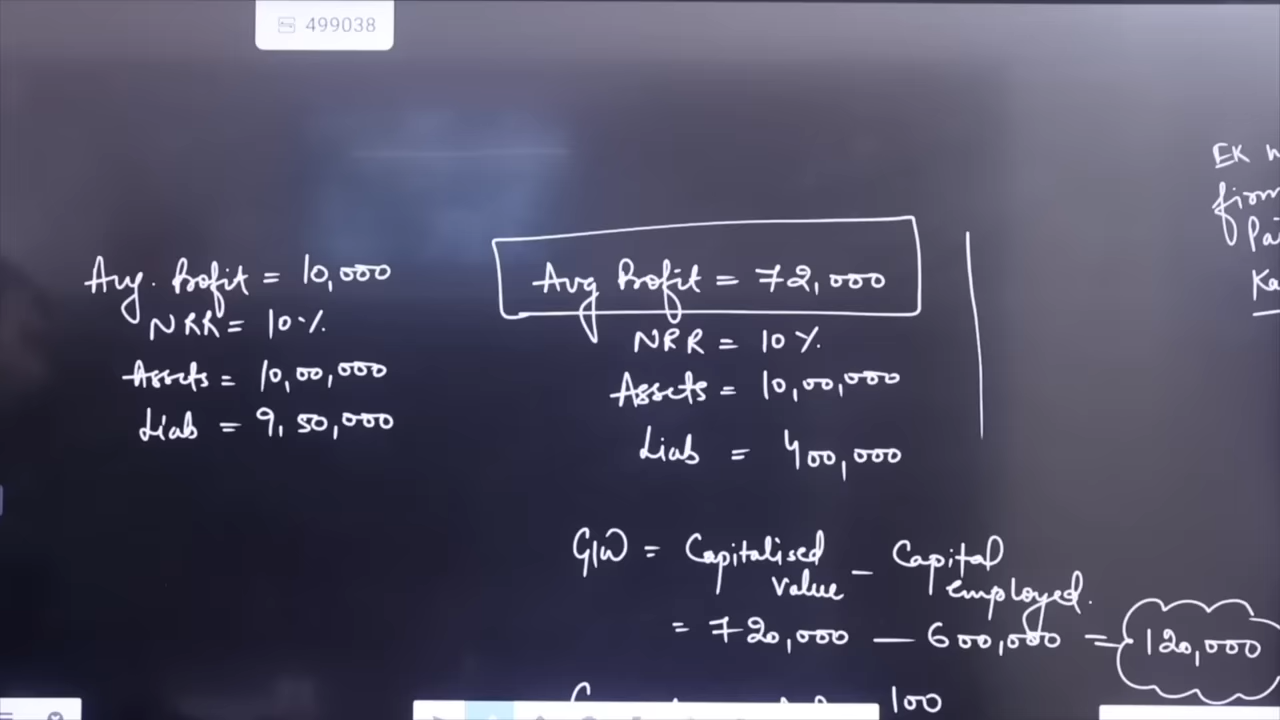 499038
Avg. Profit = 10,000
NRR = 10%
Assets = 10,00,000
Liab = 9,50,000
Avg Profit = 72,000
NRR = 10%
Assets = 10,00,000
Liab = 400,000
G/W = Capitalised Value - Capital employed.
= 720,000 - 600,000 = 120,000
100
EK
firm
Ka